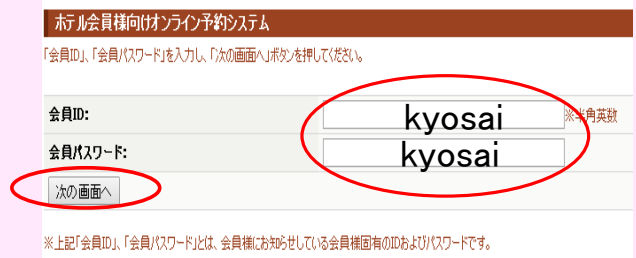 ホテル会員様向けオンライン予約システム
「会員ID」、「会員パスワード」を入力し、「次の画面へ」ボタンを押してください。
会員ID: kyosai ※半角英数
会員パスワード: kyosai
次の画面へ
※上記「会員ID」、「会員パスワード」とは、会員様にお知らせしている会員様固有のIDおよびパスワードです。